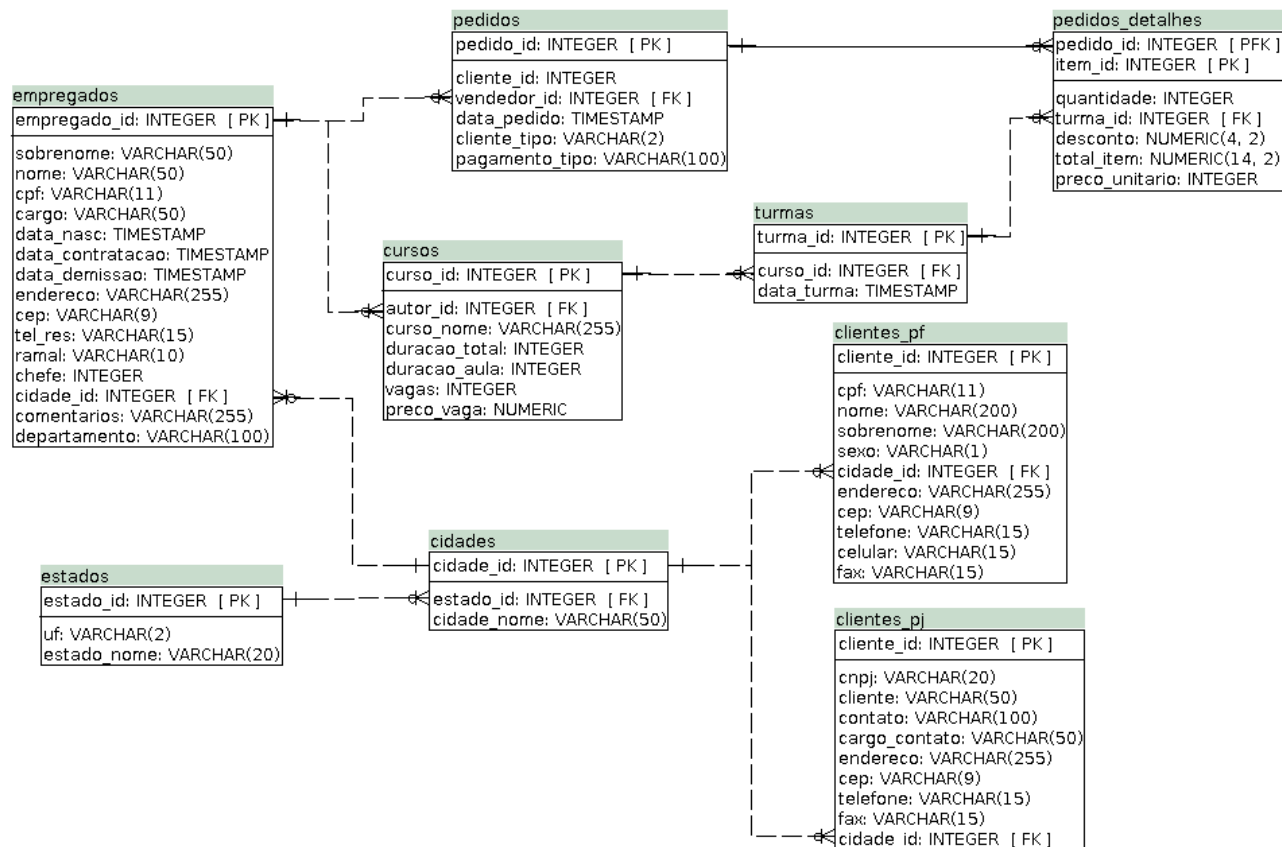 pedidos
pedido_id: INTEGER [ PK ]
cliente_id: INTEGER
vendedor_id: INTEGER [ FK ]
data_pedido: TIMESTAMP
cliente_tipo: VARCHAR(2)
pagamento_tipo: VARCHAR(100)
pedidos_detalhes
pedido_id: INTEGER [ PFK ]
item_id: INTEGER [ PK ]
quantidade: INTEGER
turma_id: INTEGER [ FK ]
desconto: NUMERIC(4, 2)
total_item: NUMERIC(14, 2)
preco_unitario: INTEGER
empregados
empregado_id: INTEGER [ PK ]
sobrenome: VARCHAR(50)
nome: VARCHAR(50)
cpf: VARCHAR(11)
cargo: VARCHAR(50)
data_nasc: TIMESTAMP
data_contratacao: TIMESTAMP
data_demissao: TIMESTAMP
endereco: VARCHAR(255)
cep: VARCHAR(9)
tel_res: VARCHAR(15)
ramal: VARCHAR(10)
chefe: INTEGER
cidade_id: INTEGER [ FK ]
comentarios: VARCHAR(255)
departamento: VARCHAR(100)
cursos
curso_id: INTEGER [ PK ]
autor_id: INTEGER [ FK ]
curso_nome: VARCHAR(255)
duracao_total: INTEGER
duracao_aula: INTEGER
vagas: INTEGER
preco_vaga: NUMERIC
turmas
turma_id: INTEGER [ PK ]
curso_id: INTEGER [ FK ]
data_turma: TIMESTAMP
clientes_pf
cliente_id: INTEGER [ PK ]
cpf: VARCHAR(11)
nome: VARCHAR(200)
sobrenome: VARCHAR(200)
sexo: VARCHAR(1)
cidade_id: INTEGER [ FK ]
endereco: VARCHAR(255)
cep: VARCHAR(9)
telefone: VARCHAR(15)
celular: VARCHAR(15)
fax: VARCHAR(15)
cidades
cidade_id: INTEGER [ PK ]
estado_id: INTEGER [ FK ]
cidade_nome: VARCHAR(50)
estados
estado_id: INTEGER [ PK ]
uf: VARCHAR(2)
estado_nome: VARCHAR(20)
clientes_pj
cliente_id: INTEGER [ PK ]
cnpj: VARCHAR(20)
cliente: VARCHAR(50)
contato: VARCHAR(100)
cargo_contato: VARCHAR(50)
endereco: VARCHAR(255)
cep: VARCHAR(9)
telefone: VARCHAR(15)
fax: VARCHAR(15)
cidade_id: INTEGER [ FK ]